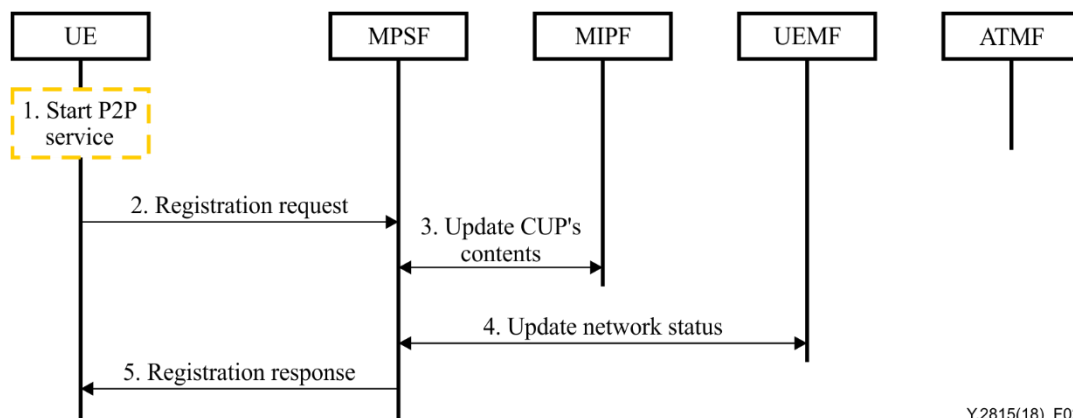 UE
MPSF
MIPF
UEMF
ATMF
1. Start P2P
service
2. Registration request
3. Update CUP's
contents
4. Update network status
5. Registration response